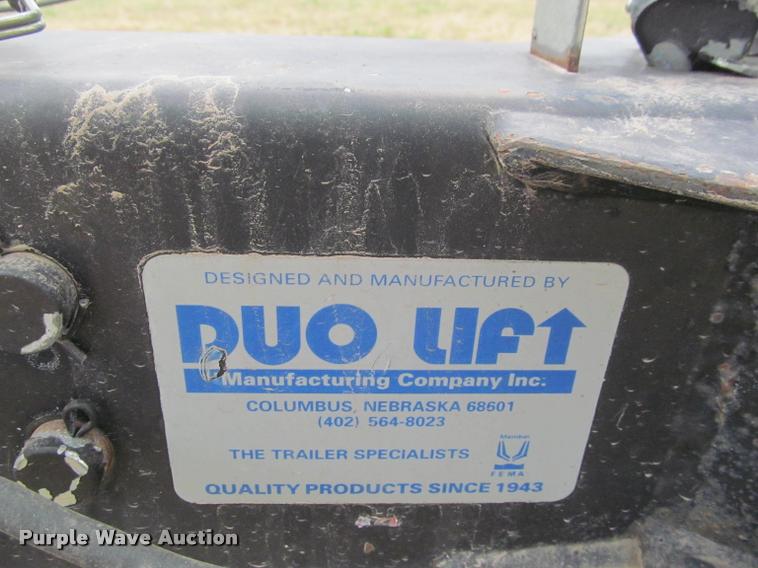 DESIGNED AND MANUFACTURED BY
DUO LIFT
Manufacturing Company Inc.
COLUMBUS, NEBRASKA 68601
(402) 564-8023
THE TRAILER SPECIALISTS
Member
FEMA
QUALITY PRODUCTS SINCE 1943
Purple Wave Auction